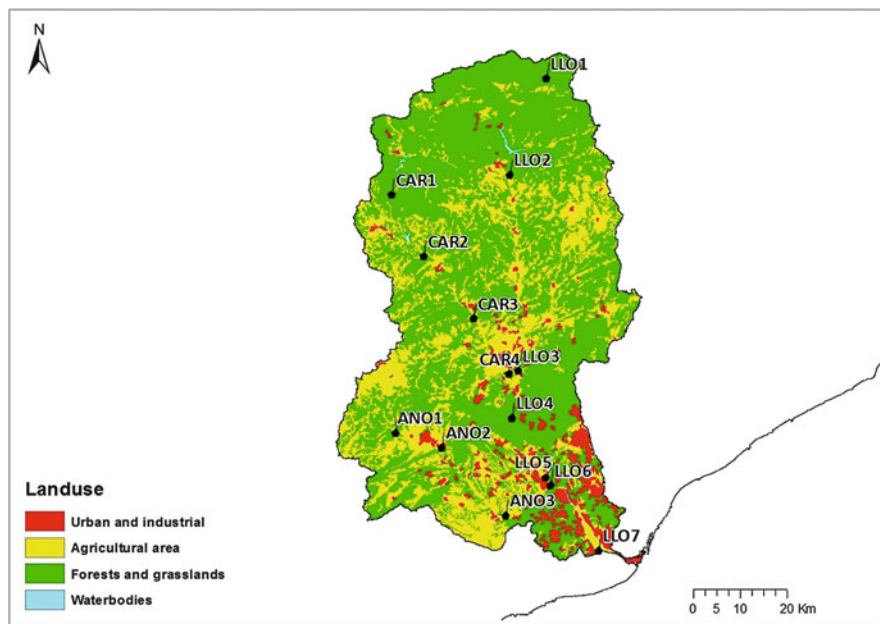 N
LLO1
LLO2
CAR1
CAR2
CAR3
CAR4 LLO3
LLO4
ANO1
ANO2
LLO5
LLO6
ANO3
LLO7
Landuse
Urban and industrial
Agricultural area
Forests and grasslands
Waterbodies
0 5 10 20 Km